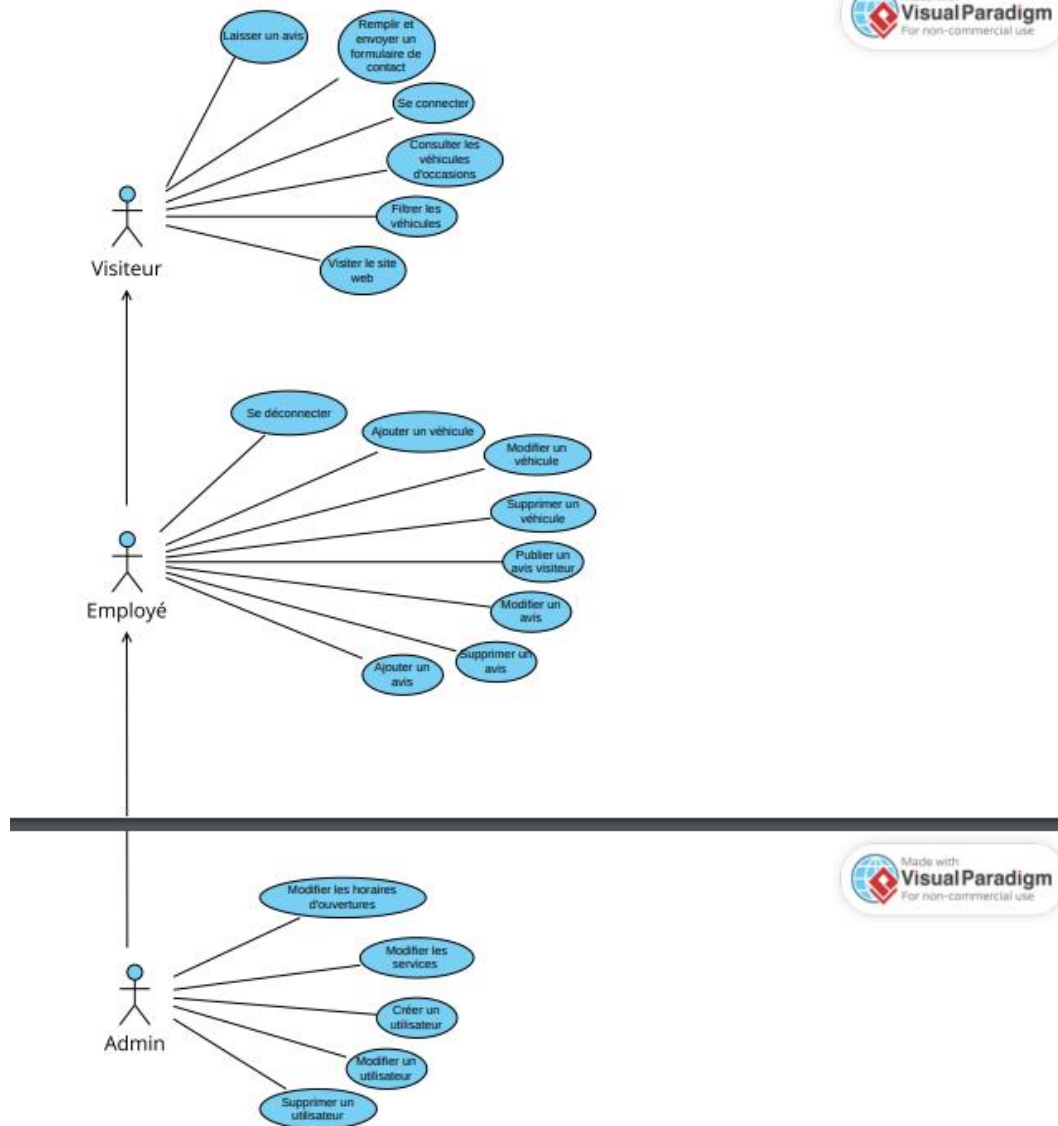 VisualParadigm
For non-commercial use
Laisser un avis
Remplir et
envoyer un
formulaire de
contact
Se connecter
Consulter les
véhicules
d'occasions
Filtrer les
véhicules
Visiter le site
web
Visiteur
Se déconnecter
Ajouter un véhicule
Modifier un
véhicule
Supprimer un
véhicule
Publier un
avis visiteur
Modifier un
avis
Supprimer un
avis
Ajouter un
avis
Employé
Made with
VisualParadigm
For non-commercial use
Modifier les horaires
d'ouvertures
Modifier les
services
Créer un
utilisateur
Modifier un
utilisateur
Supprimer un
utilisateur
Admin